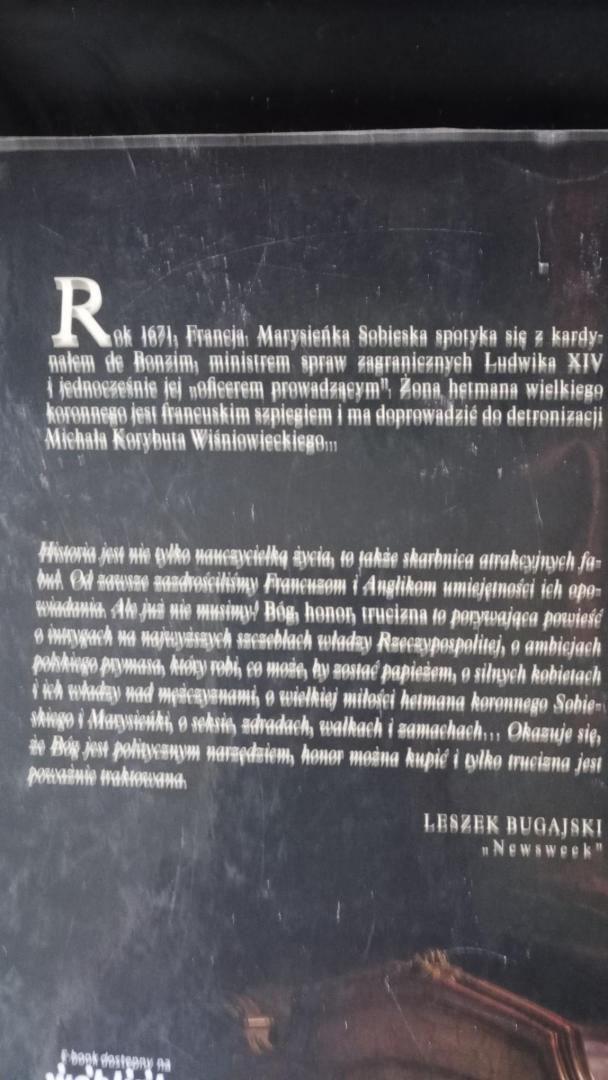 Rok 1671, Francja. Marysieńka Sobieska spotyka się z kardy-
nałem de Bonzim, ministrem spraw zagranicznych Ludwika XIV
i jednocześnie jej „oficerem prowadzącym". Żona hetmana wielkiego
koronnego jest francuskim szpiegiem i ma doprowadzić do detronizacji
Michała Korybuta Wiśniowieckiego...
Historia jest nie tylko nauczycielką życia, to także skarbnica atrakcyjnych fa-
buł. Od zawsze zazdrościliśmy Francuzom i Anglikom umiejętności ich opo-
wiadania. Ale już nie musimy! Bóg, honor, trucizna to porywająca powieść
o intrygach na najwyższych szczeblach władzy Rzeczypospolitej, o ambicjach
polskiego prymasa, który robi, co może, by zostać papieżem, o silnych kobietach
i ich władzy nad mężczyznami, o wielkiej miłości hetmana koronnego Sobie-
skiego i Marysieńki, o seksie, zdradach, walkach i zamachach... Okazuje się,
że Bóg jest politycznym narzędziem, honor można kupić i tylko trucizna jest
poważnie traktowana.
LESZEK BUGAJSKI
„Newsweek"
E-book dostępny na